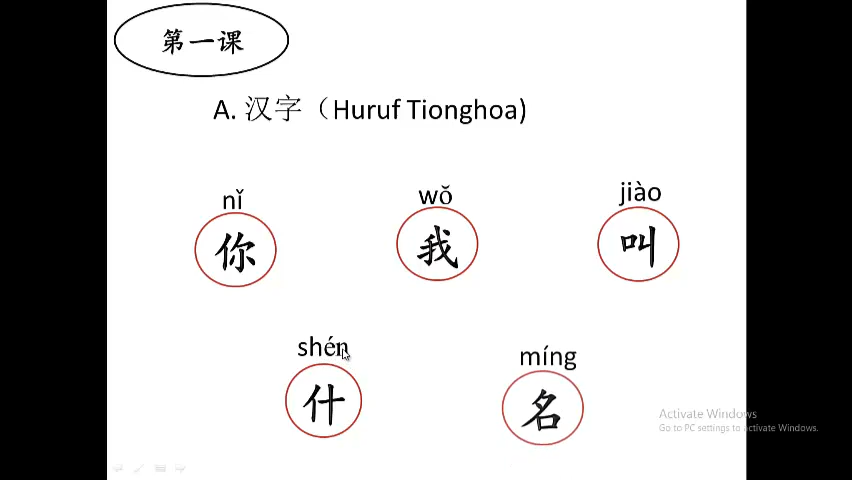 第一课
A. 汉字（Huruf Tionghoa)
nǐ
wǒ
jiào
你
我
叫
shén
míng
什
名
Activate Windows
Go to PC settings to activate Windows.